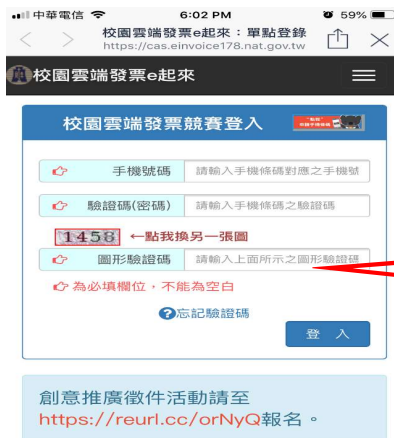 中華電信 6:02 PM 59%
校園雲端發票e起來：單點登錄
https://cas.einvoice178.nat.gov.tw
校園雲端發票e起來
校園雲端發票競賽登入
手機號碼 請輸入手機條碼對應之手機號
驗證碼(密碼) 請輸入手機條碼之驗證碼
1458 ←點我換另一張圖
圖形驗證碼 請輸入上面所示之圖形驗證碼
為必填欄位，不能為空白
忘記驗證碼
登 入
創意推廣徵件活動請至
https://reurl.cc/orNyQ報名。